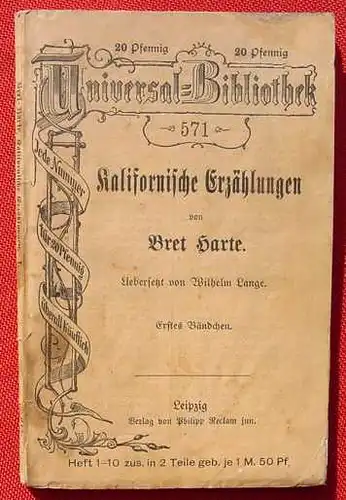 20 Pfennig 20 Pfennig
Universal-Bibliothek
571
Kalifornische Erzählungen
von
Bret Harte.
Uebersetzt von Wilhelm Lange.
Erstes Bändchen.
Jede Nummer
für 20 Pfennig
überall käuflich
Leipzig
Verlag von Philipp Reclam jun.
Heft 1-10 zus. in 2 Teile geb. je 1 M. 50 Pf.